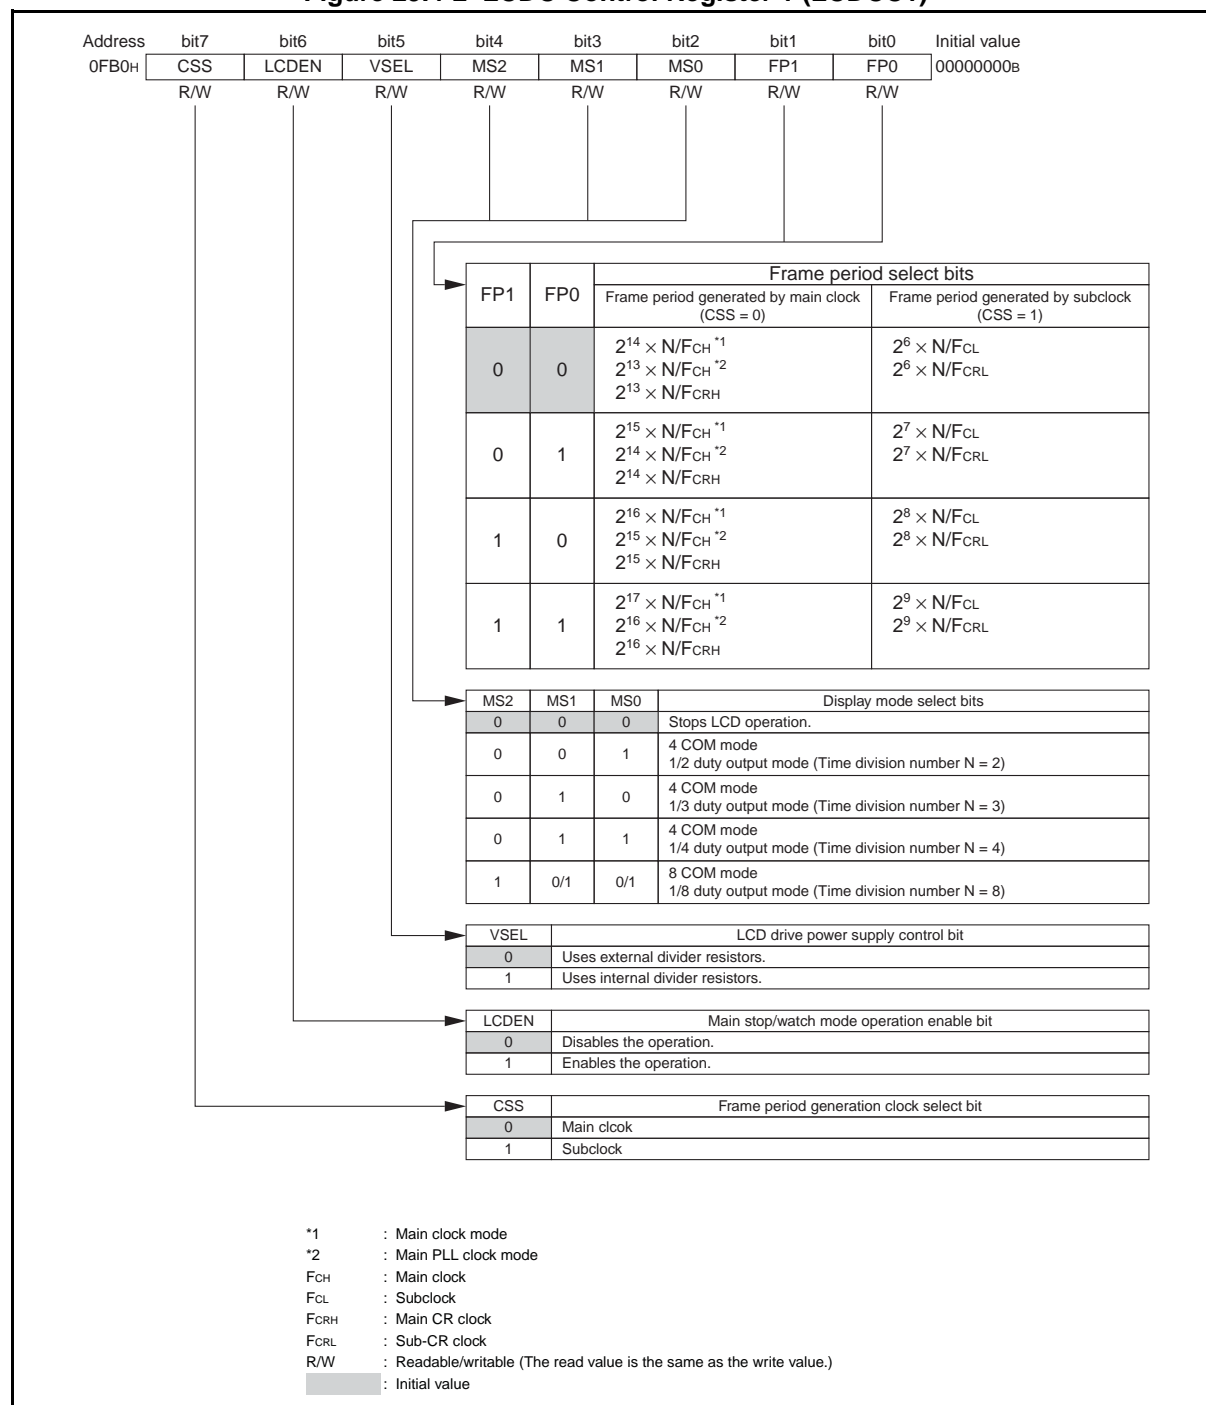 Address bit7 bit6 bit5 bit4 bit3 bit2 bit1 bit0 Initial value
0FB0H CSS LCDEN VSEL MS2 MS1 MS0 FP1 FP0 00000000B
R/W R/W R/W R/W R/W R/W R/W R/W
FP1 FP0 Frame period select bits
Frame period generated by main clock (CSS = 0) Frame period generated by subclock (CSS = 1)
0 0
2^14 × N/FCH *1 2^6 × N/FCL
2^13 × N/FCH *2 2^6 × N/FCRL
2^13 × N/FCRH
0 1
2^15 × N/FCH *1 2^7 × N/FCL
2^14 × N/FCH *2 2^7 × N/FCRL
2^14 × N/FCRH
1 0
2^16 × N/FCH *1 2^8 × N/FCL
2^15 × N/FCH *2 2^8 × N/FCRL
2^15 × N/FCRH
1 1
2^17 × N/FCH *1 2^9 × N/FCL
2^16 × N/FCH *2 2^9 × N/FCRL
2^16 × N/FCRH
MS2 MS1 MS0 Display mode select bits
0 0 0 Stops LCD operation.
0 0 1 4 COM mode
1/2 duty output mode (Time division number N = 2)
0 1 0 4 COM mode
1/3 duty output mode (Time division number N = 3)
0 1 1 4 COM mode
1/4 duty output mode (Time division number N = 4)
1 0/1 0/1 8 COM mode
1/8 duty output mode (Time division number N = 8)
VSEL LCD drive power supply control bit
0 Uses external divider resistors.
1 Uses internal divider resistors.
LCDEN Main stop/watch mode operation enable bit
0 Disables the operation.
1 Enables the operation.
CSS Frame period generation clock select bit
0 Main clcok
1 Subclock
*1 : Main clock mode
*2 : Main PLL clock mode
FCH : Main clock
FCL : Subclock
FCRH : Main CR clock
FCRL : Sub-CR clock
R/W : Readable/writable (The read value is the same as the write value.)
: Initial value